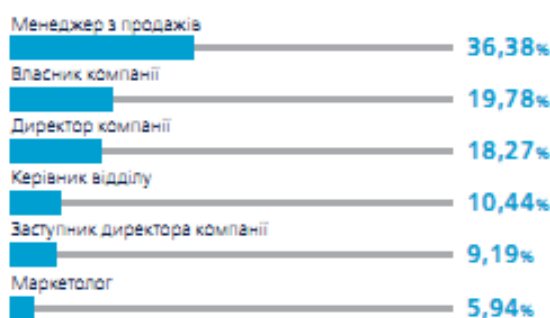 Менеджер з продажів
36,38%
Власник компанії
19,78%
Директор компанії
18,27%
Керівник відділу
10,44%
Заступник директора компанії
9,19%
Маркетолог
5,94%